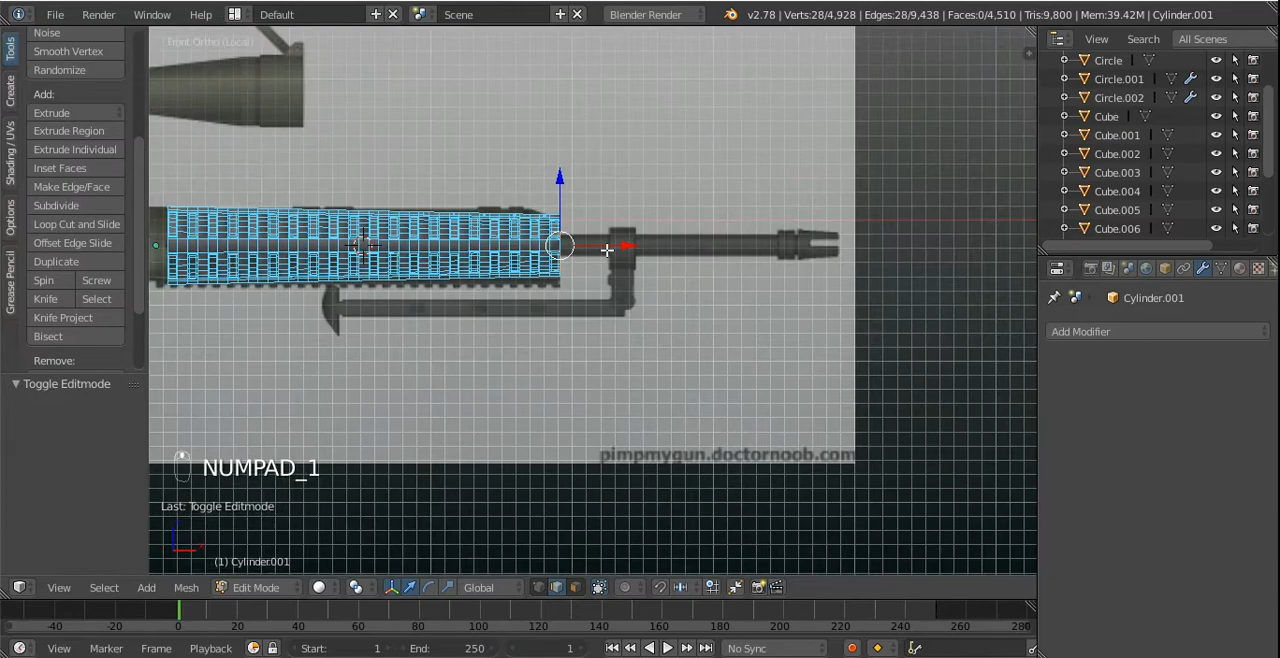 File Render Window Help Default Scene Blender Render v2.78 | Verts:28/4,928 | Edges:28/9,438 | Faces:0/4,510 | Tris:9,800 | Mem:39.42M | Cylinder.001
Tools
Create
Shading / UVs
Options
Grease Pencil
Noise
Smooth Vertex
Randomize
Add:
Extrude
Extrude Region
Extrude Individual
Inset Faces
Make Edge/Face
Subdivide
Loop Cut and Slide
Offset Edge Slide
Duplicate
Spin Screw
Knife Select
Knife Project
Bisect
Remove:
Toggle Editmode
Front Ortho (Local)
pimpmygun.doctornoob.com
NUMPAD_1
Last: Toggle Editmode
(1) Cylinder.001
View Select Add Mesh Edit Mode Global
View Search All Scenes
Circle
Circle.001
Circle.002
Cube
Cube.001
Cube.002
Cube.003
Cube.004
Cube.005
Cube.006
Cylinder.001
Add Modifier
-40 -20 0 20 40 60 80 100 120 140 160 180 200 220 240 260 280
View Marker Frame Playback Start: 1 End: 250 1 No Sync